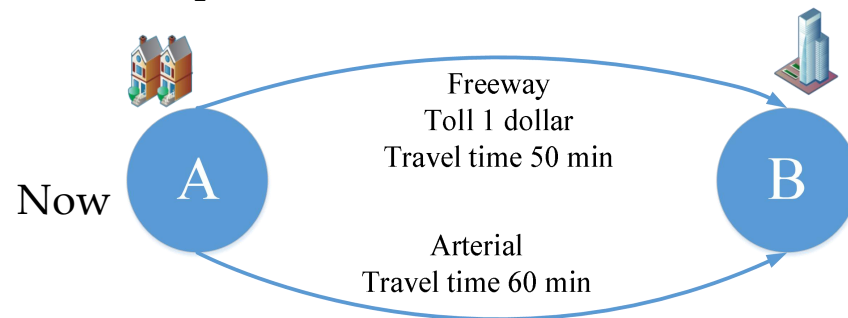 Freeway
Toll 1 dollar
Travel time 50 min
Now
A
B
Arterial
Travel time 60 min